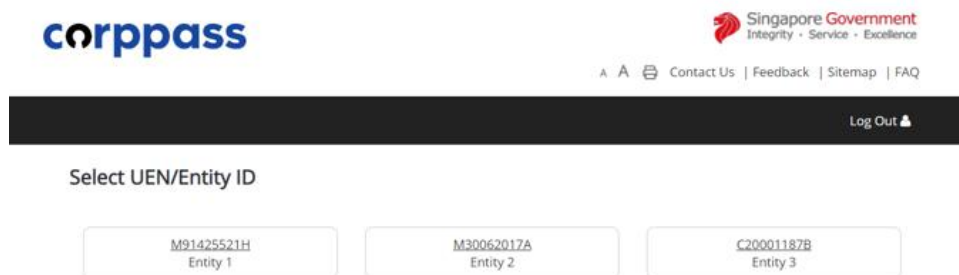 corppass
Singapore Government
Integrity · Service · Excellence
A A Contact Us | Feedback | Sitemap | FAQ
Log Out
Select UEN/Entity ID
M91425521H M30062017A C20001187B
Entity 1 Entity 2 Entity 3